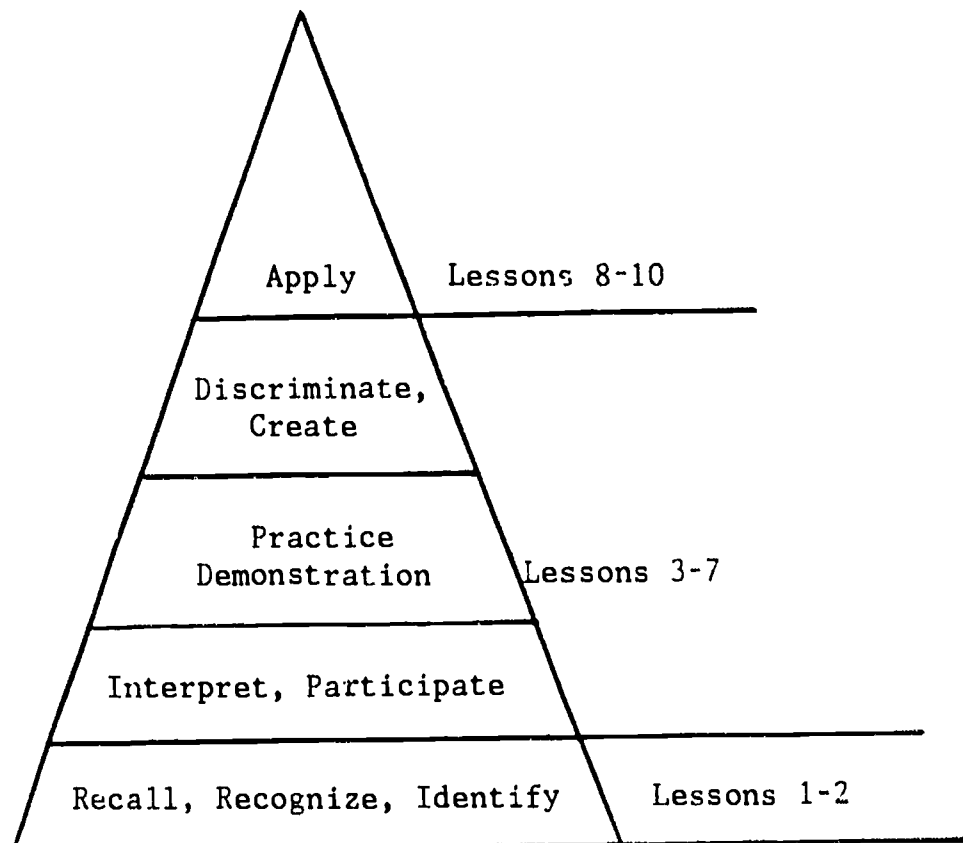 Apply Lessons 8-10
Discriminate,
Create
Practice
Demonstration Lessons 3-7
Interpret, Participate
Recall, Recognize, Identify Lessons 1-2